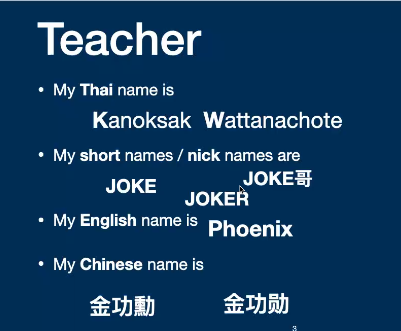 Teacher
• My Thai name is
Kanoksak Wattanachote
• My short names / nick names are
JOKE JOKER JOKE哥
• My English name is Phoenix
• My Chinese name is
金功勳 金功勋
3